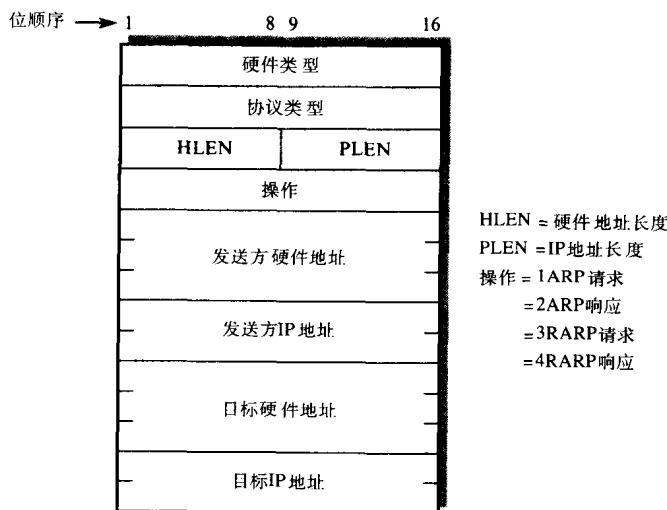 位顺序 1 8 9 16
硬件类型
协议类型
HLEN PLEN
操作
发送方硬件地址
发送方IP地址
目标硬件地址
目标IP地址
HLEN =硬件地址长度
PLEN =IP地址长度
操作 = 1ARP请求
=2ARP响应
=3RARP请求
=4RARP响应